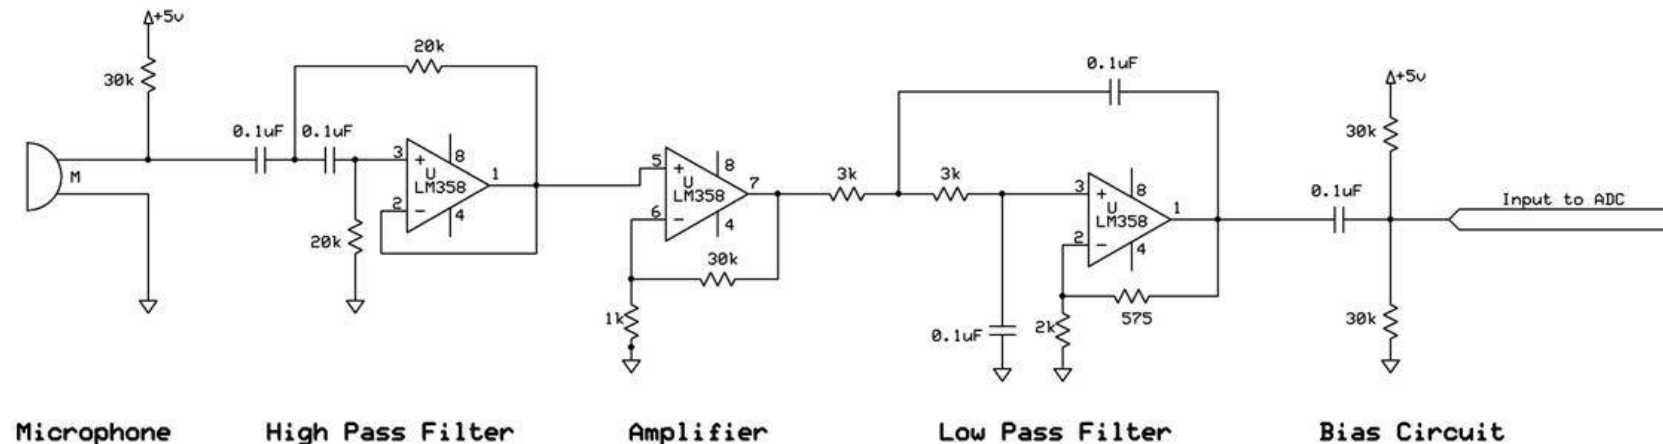 +5v
30k
M
0.1uF
0.1uF
20k
20k
3
2
+
−
U
LM358
8
4
1
5
6
+
−
U
LM358
8
4
7
30k
1k
3k
3k
0.1uF
0.1uF
3
2
+
−
U
LM358
8
4
1
575
2k
0.1uF
+5v
30k
30k
Input to ADC
Microphone
High Pass Filter
Amplifier
Low Pass Filter
Bias Circuit